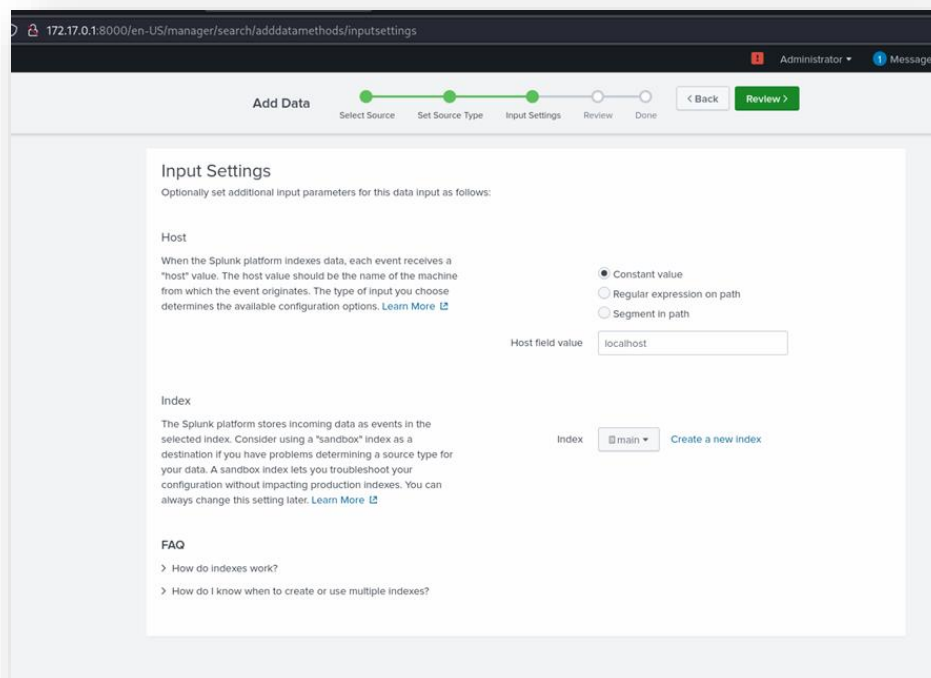 172.17.0.1:8000/en-US/manager/search/adddatamethods/inputsettings
Administrator
1 Message
Add Data
Select Source
Set Source Type
Input Settings
Review
Done
< Back
Review >
Input Settings
Optionally set additional input parameters for this data input as follows:
Host
When the Splunk platform indexes data, each event receives a
"host" value. The host value should be the name of the machine
from which the event originates. The type of input you choose
determines the available configuration options. Learn More
Constant value
Regular expression on path
Segment in path
Host field value
localhost
Index
The Splunk platform stores incoming data as events in the
selected index. Consider using a "sandbox" index as a
destination if you have problems determining a source type for
your data. A sandbox index lets you troubleshoot your
configuration without impacting production indexes. You can
always change this setting later. Learn More
Index
main
Create a new index
FAQ
> How do indexes work?
> How do I know when to create or use multiple indexes?